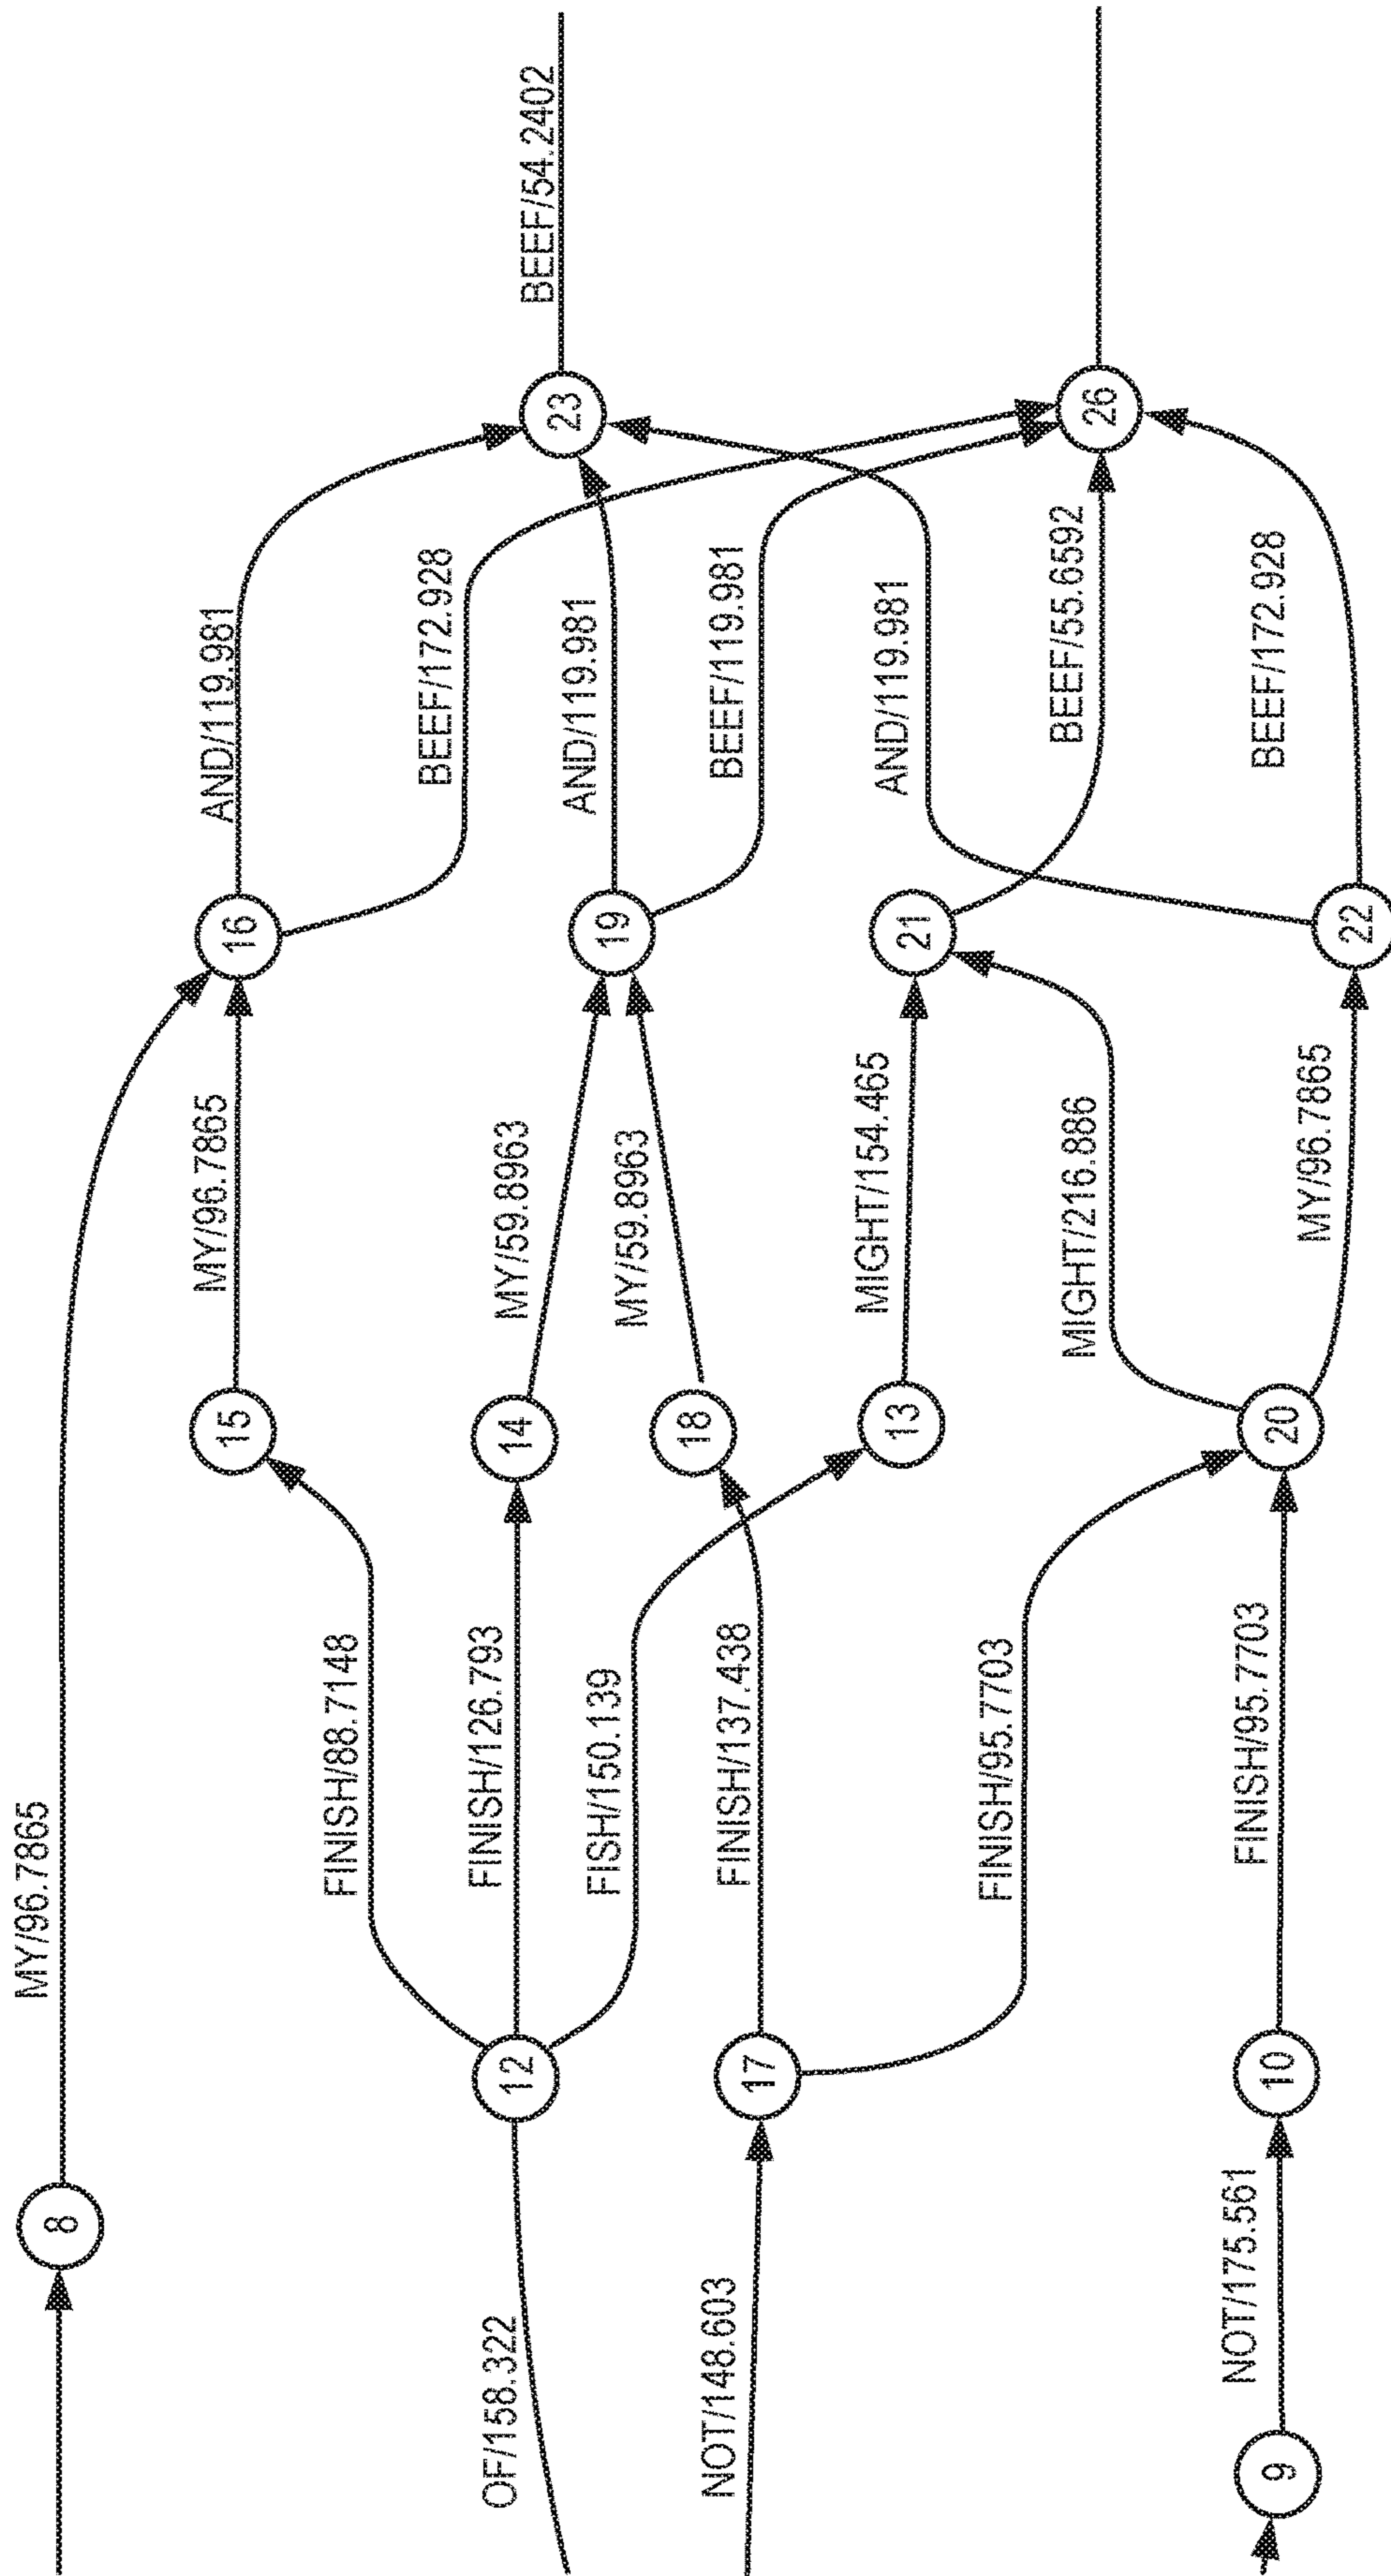 MY/96.7865
8
AND/119.981
16
MY/96.7865
15
FINISH/88.7148
BEEF/172.928
BEEF/54.2402
23
AND/119.981
19
MY/59.8963
14
FINISH/126.793
12
OF/158.322
MY/59.8963
18
FISH/150.139
BEEF/119.981
FINISH/137.438
17
NOT/148.603
AND/119.981
21
MIGHT/154.465
13
FINISH/95.7703
BEEF/55.6592
26
MIGHT/216.886
BEEF/172.928
22
MY/96.7865
20
FINISH/95.7703
10
NOT/175.561
9